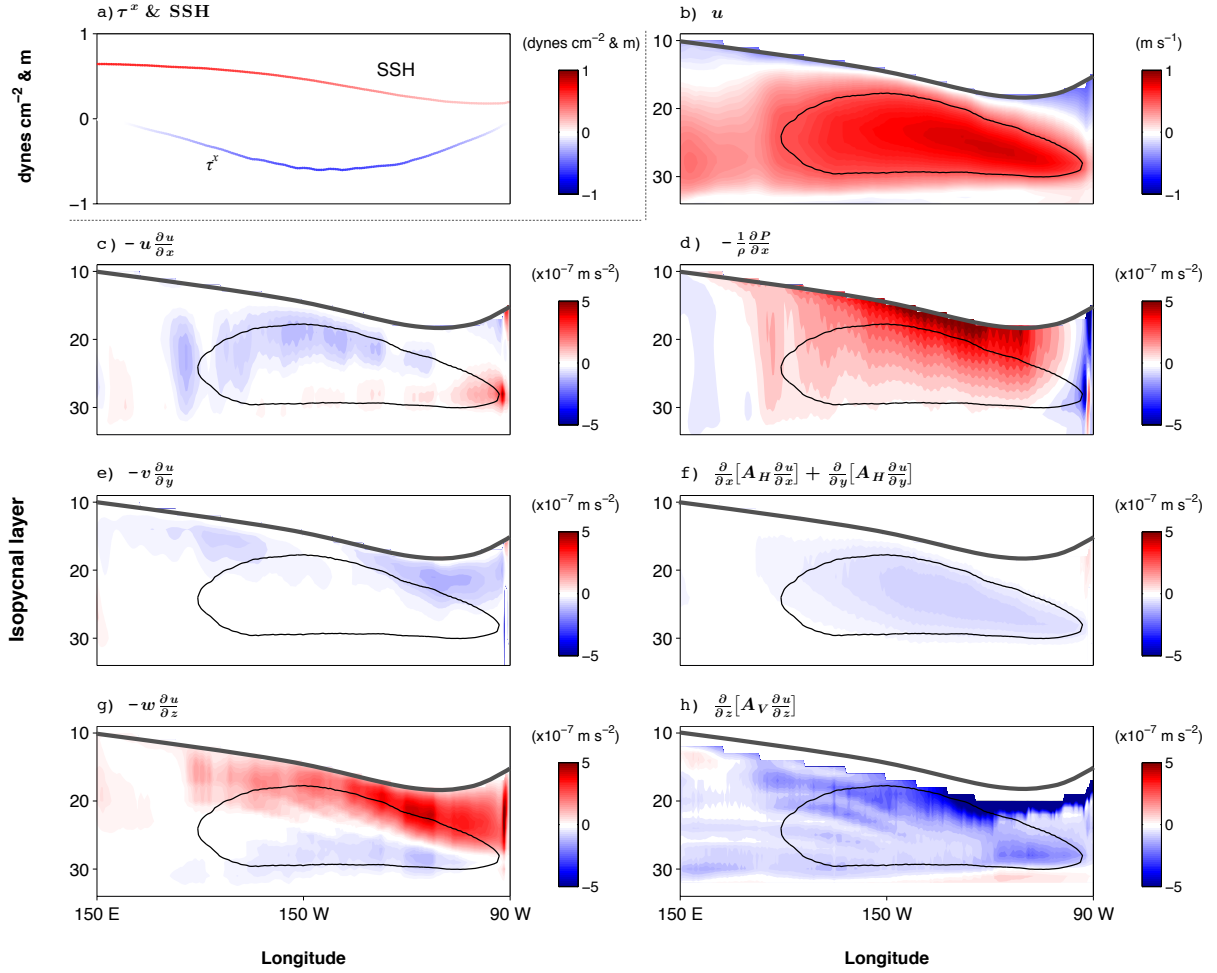 a) τˣ & SSH
(dynes cm⁻² & m)
dynes cm⁻² & m
1
0
−1
SSH
τˣ
1
0
−1
b) u
(m s⁻¹)
10
20
30
1
0
−1
c) − u ∂u/∂x
(x10⁻⁷ m s⁻²)
10
20
30
5
0
−5
d) − 1/ρ ∂P/∂x
(x10⁻⁷ m s⁻²)
10
20
30
5
0
−5
Isopycnal layer
e) − v ∂u/∂y
(x10⁻⁷ m s⁻²)
10
20
30
5
0
−5
f) ∂/∂x[A_H ∂u/∂x] + ∂/∂y[A_H ∂u/∂y]
(x10⁻⁷ m s⁻²)
10
20
30
5
0
−5
g) −w ∂u/∂z
(x10⁻⁷ m s⁻²)
10
20
30
5
0
−5
150 E
150 W
90 W
Longitude
h) ∂/∂z[A_V ∂u/∂z]
(x10⁻⁷ m s⁻²)
10
20
30
5
0
−5
150 E
150 W
90 W
Longitude